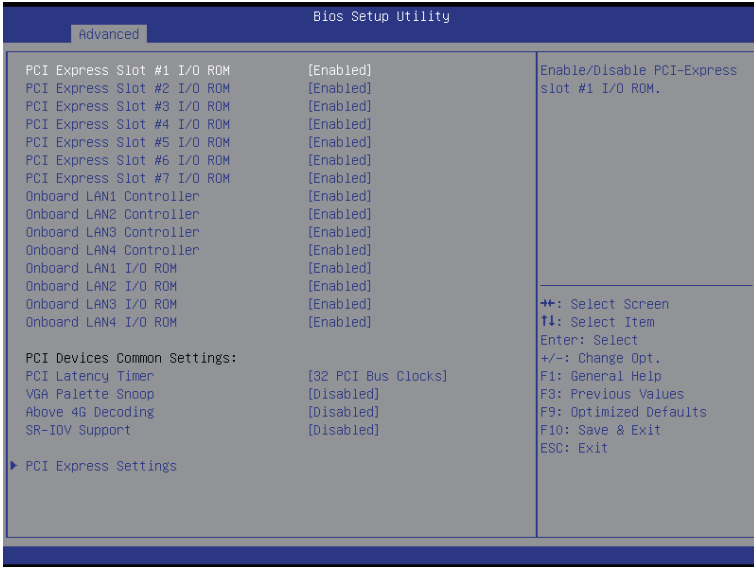 Bios Setup Utility
Advanced
PCI Express Slot #1 I/O ROM [Enabled]
PCI Express Slot #2 I/O ROM [Enabled]
PCI Express Slot #3 I/O ROM [Enabled]
PCI Express Slot #4 I/O ROM [Enabled]
PCI Express Slot #5 I/O ROM [Enabled]
PCI Express Slot #6 I/O ROM [Enabled]
PCI Express Slot #7 I/O ROM [Enabled]
Onboard LAN1 Controller [Enabled]
Onboard LAN2 Controller [Enabled]
Onboard LAN3 Controller [Enabled]
Onboard LAN4 Controller [Enabled]
Onboard LAN1 I/O ROM [Enabled]
Onboard LAN2 I/O ROM [Enabled]
Onboard LAN3 I/O ROM [Enabled]
Onboard LAN4 I/O ROM [Enabled]
PCI Devices Common Settings:
PCI Latency Timer [32 PCI Bus Clocks]
VGA Palette Snoop [Disabled]
Above 4G Decoding [Disabled]
SR-IOV Support [Disabled]
PCI Express Settings
Enable/Disable PCI-Express
slot #1 I/O ROM.
→←: Select Screen
↑↓: Select Item
Enter: Select
+/-: Change Opt.
F1: General Help
F3: Previous Values
F9: Optimized Defaults
F10: Save & Exit
ESC: Exit